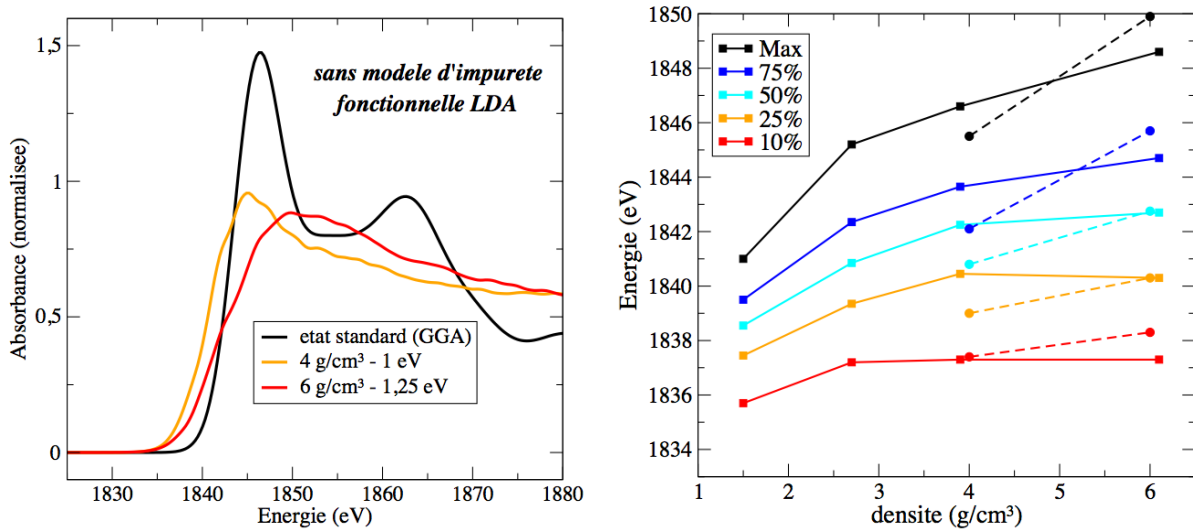 1,5
1
0,5
0
Absorbance (normalisee)
sans modele d'impurete
fonctionnelle LDA
etat standard (GGA)
4 g/cm³ - 1 eV
6 g/cm³ - 1,25 eV
1830 1840 1850 1860 1870 1880
Energie (eV)
1850
1848
1846
1844
1842
1840
1838
1836
1834
Energie (eV)
Max
75%
50%
25%
10%
1 2 3 4 5 6
densite (g/cm³)